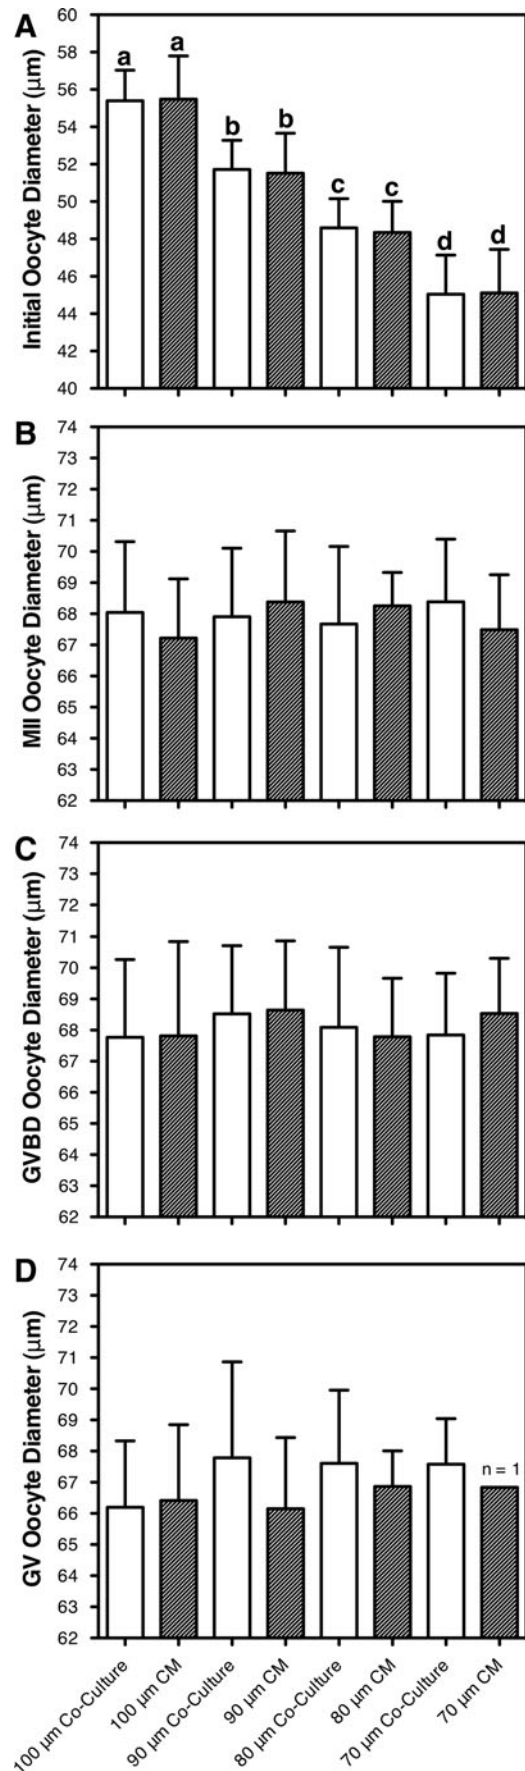 A
Initial Oocyte Diameter (μm)
60
58
56
54
52
50
48
46
44
42
40
a
a
b
b
c
c
d
d
B
MII Oocyte Diameter (μm)
74
73
72
71
70
69
68
67
66
65
64
63
62
C
GVBD Oocyte Diameter (μm)
74
73
72
71
70
69
68
67
66
65
64
63
62
D
GV Oocyte Diameter (μm)
74
73
72
71
70
69
68
67
66
65
64
63
62
n = 1
100 μm Co-Culture
100 μm CM
90 μm Co-Culture
90 μm CM
80 μm Co-Culture
80 μm CM
70 μm Co-Culture
70 μm CM